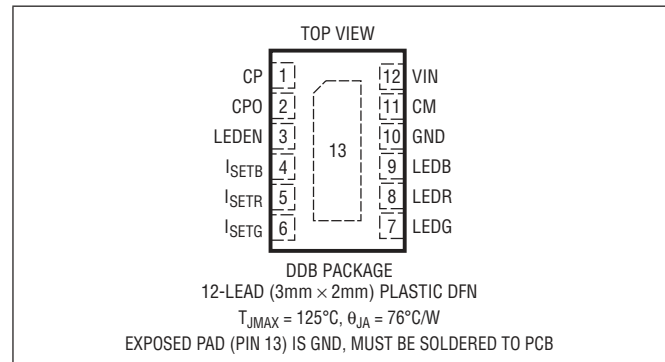 TOP VIEW
CP 1 12 VIN
CPO 2 11 CM
LEDEN 3 10 GND
ISETB 4 13 9 LEDB
ISETR 5 8 LEDR
ISETG 6 7 LEDG
DDB PACKAGE
12-LEAD (3mm × 2mm) PLASTIC DFN
TJMAX = 125°C, θJA = 76°C/W
EXPOSED PAD (PIN 13) IS GND, MUST BE SOLDERED TO PCB